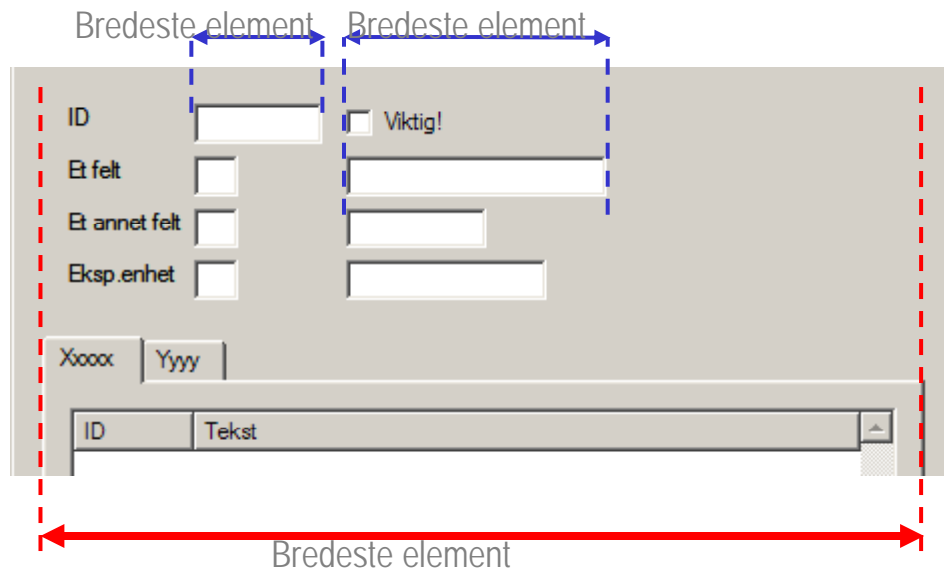 Bredeste element Bredeste element
ID Viktig!
Et felt
Et annet felt
Eksp.enhet
Xxxxx Yyyy
ID Tekst
Bredeste element